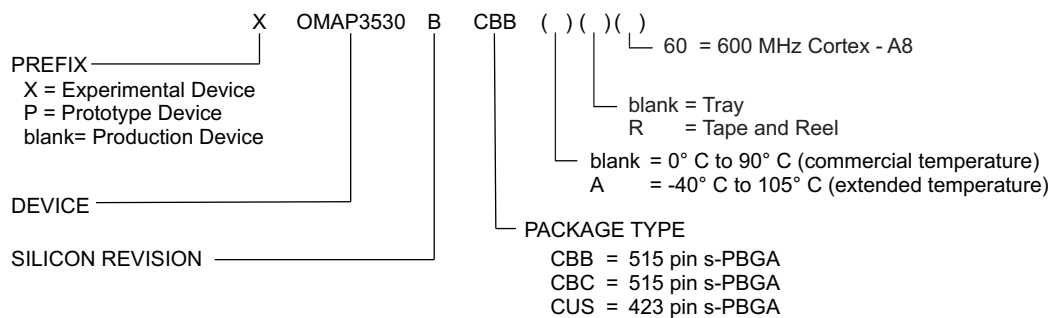 X OMAP3530 B CBB ( ) ( ) ( )
60 = 600 MHz Cortex - A8
PREFIX
X = Experimental Device
P = Prototype Device
blank= Production Device
blank = Tray
R = Tape and Reel
blank = 0° C to 90° C (commercial temperature)
A = -40° C to 105° C (extended temperature)
DEVICE
PACKAGE TYPE
SILICON REVISION
CBB = 515 pin s-PBGA
CBC = 515 pin s-PBGA
CUS = 423 pin s-PBGA